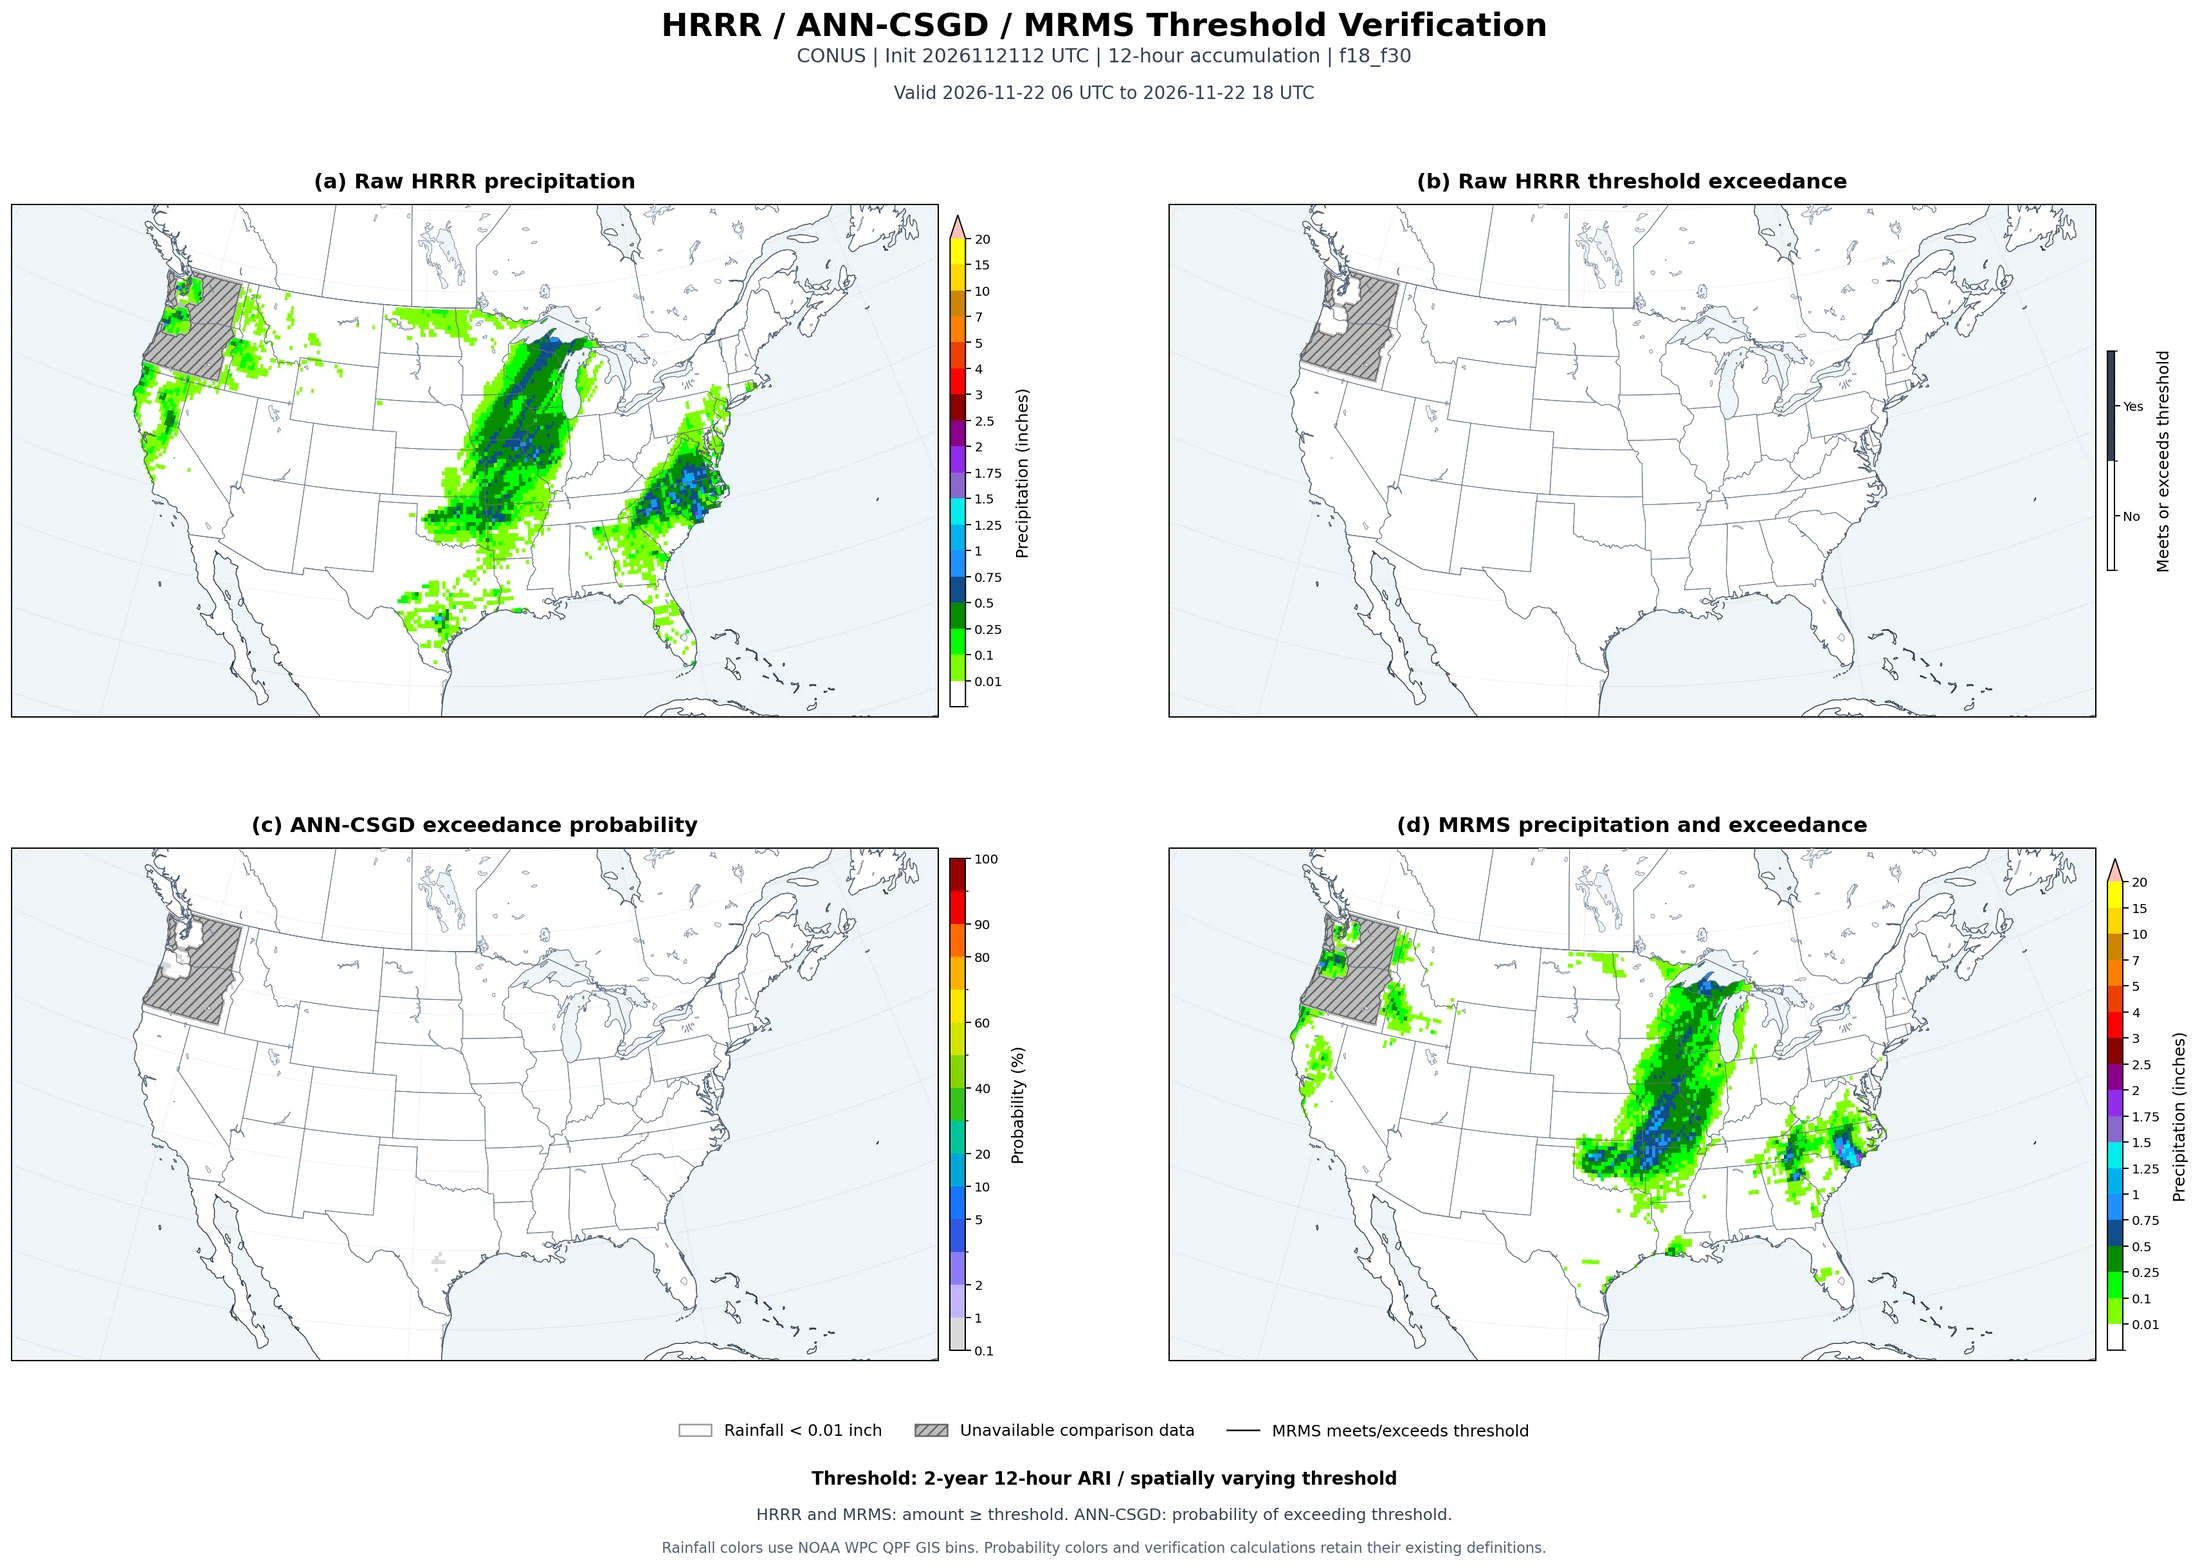 HRRR / ANN-CSGD / MRMS Threshold Verification
CONUS | Init 2026112112 UTC | 12-hour accumulation | f18_f30
Valid 2026-11-22 06 UTC to 2026-11-22 18 UTC
(a) Raw HRRR precipitation
20
15
10
7
5
4
3
2.5
2
1.75
1.5
1.25
1
0.75
0.5
0.25
0.1
0.01
Precipitation (inches)
(b) Raw HRRR threshold exceedance
Yes
No
Meets or exceeds threshold
(c) ANN-CSGD exceedance probability
100
90
80
60
40
20
10
5
2
1
0.1
Probability (%)
(d) MRMS precipitation and exceedance
20
15
10
7
5
4
3
2.5
2
1.75
1.5
1.25
1
0.75
0.5
0.25
0.1
0.01
Precipitation (inches)
Rainfall < 0.01 inch
Unavailable comparison data
MRMS meets/exceeds threshold
Threshold: 2-year 12-hour ARI / spatially varying threshold
HRRR and MRMS: amount ≥ threshold. ANN-CSGD: probability of exceeding threshold.
Rainfall colors use NOAA WPC QPF GIS bins. Probability colors and verification calculations retain their existing definitions.